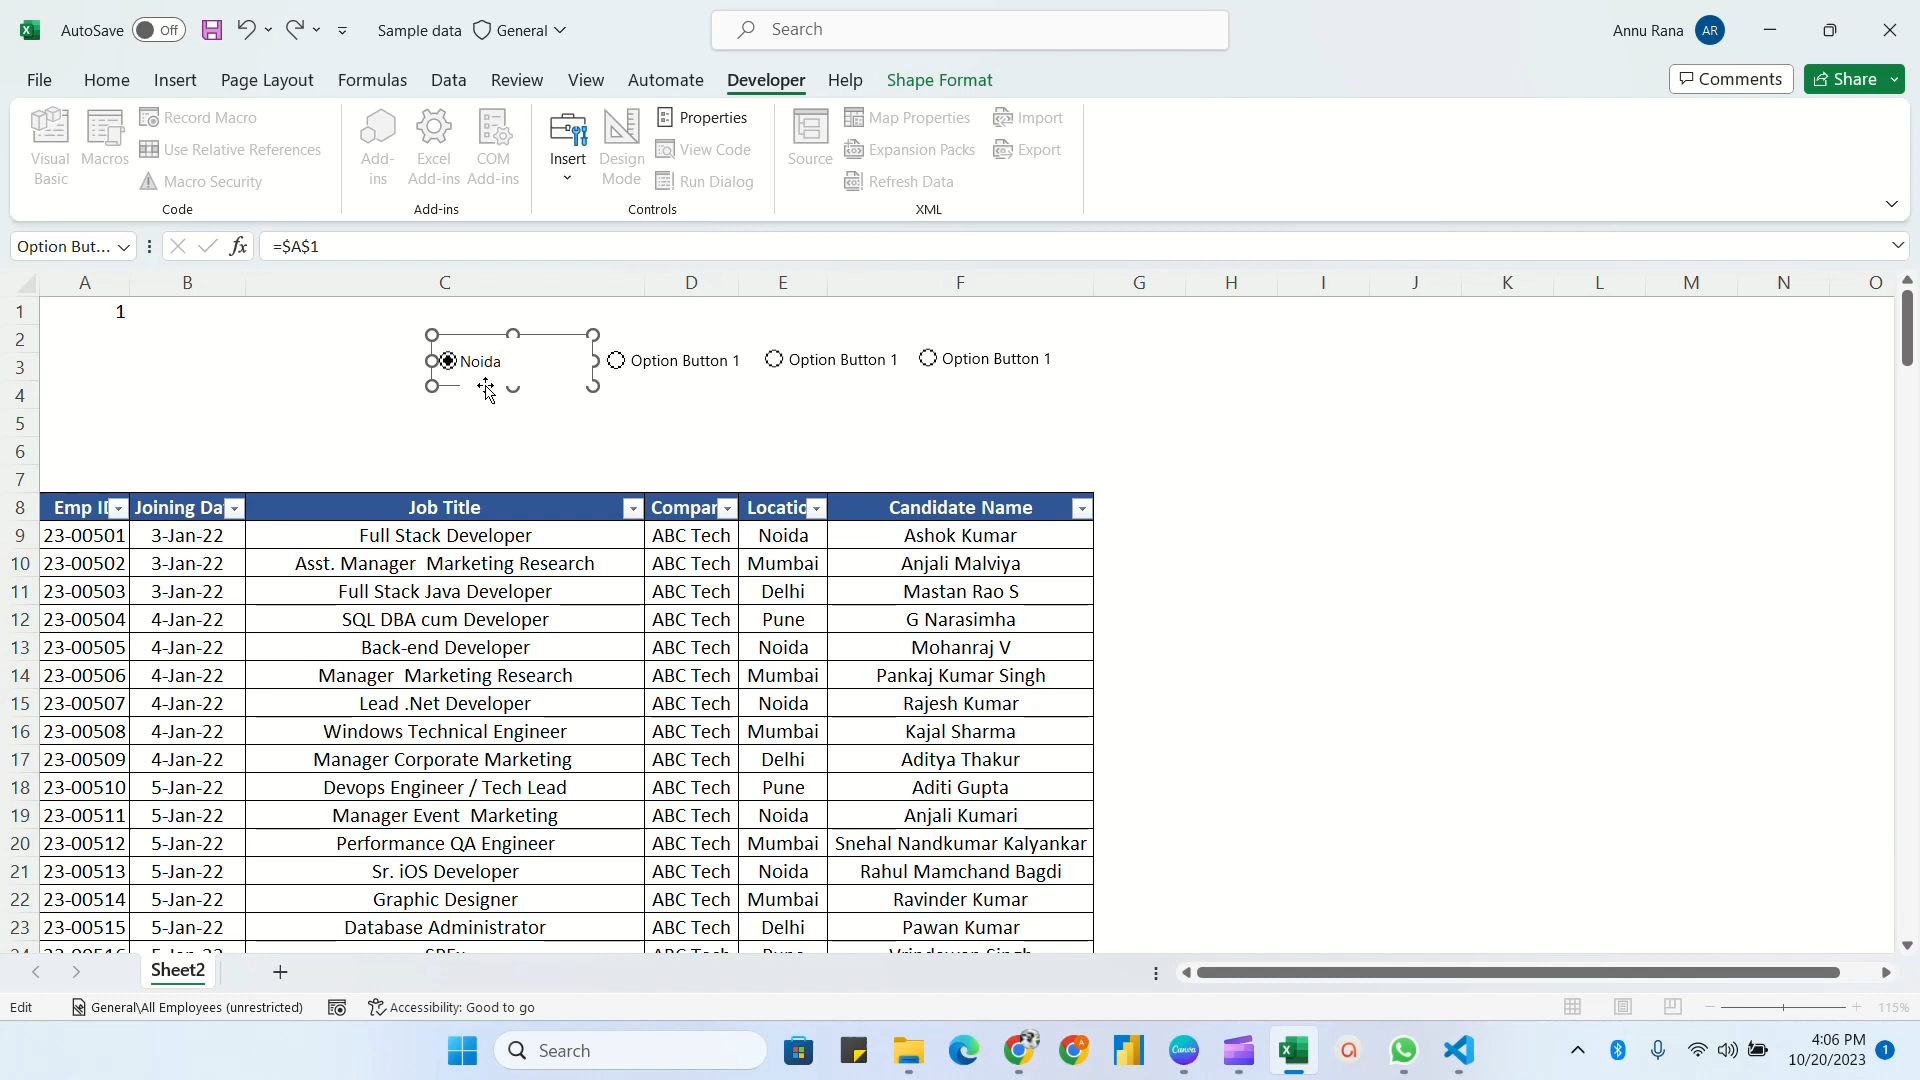 AutoSave Off Sample data General Search Annu Rana AR
File Home Insert Page Layout Formulas Data Review View Automate Developer Help Shape Format Comments Share
Visual Basic Macros Record Macro Use Relative References Macro Security
Add-ins Excel Add-ins COM Add-ins
Insert Design Mode Properties View Code Run Dialog
Source Map Properties Expansion Packs Refresh Data Import Export
Code Add-ins Controls XML
Option But... fx =$A$1
A B C D E F G H I J K L M N O
1 1
2
3 Noida Option Button 1 Option Button 1 Option Button 1
4
5
6
7
8 Emp I Joining Da Job Title Compar Locatio Candidate Name
9 23-00501 3-Jan-22 Full Stack Developer ABC Tech Noida Ashok Kumar
10 23-00502 3-Jan-22 Asst. Manager Marketing Research ABC Tech Mumbai Anjali Malviya
11 23-00503 3-Jan-22 Full Stack Java Developer ABC Tech Delhi Mastan Rao S
12 23-00504 4-Jan-22 SQL DBA cum Developer ABC Tech Pune G Narasimha
13 23-00505 4-Jan-22 Back-end Developer ABC Tech Noida Mohanraj V
14 23-00506 4-Jan-22 Manager Marketing Research ABC Tech Mumbai Pankaj Kumar Singh
15 23-00507 4-Jan-22 Lead .Net Developer ABC Tech Noida Rajesh Kumar
16 23-00508 4-Jan-22 Windows Technical Engineer ABC Tech Mumbai Kajal Sharma
17 23-00509 4-Jan-22 Manager Corporate Marketing ABC Tech Delhi Aditya Thakur
18 23-00510 5-Jan-22 Devops Engineer / Tech Lead ABC Tech Pune Aditi Gupta
19 23-00511 5-Jan-22 Manager Event Marketing ABC Tech Noida Anjali Kumari
20 23-00512 5-Jan-22 Performance QA Engineer ABC Tech Mumbai Snehal Nandkumar Kalyankar
21 23-00513 5-Jan-22 Sr. iOS Developer ABC Tech Noida Rahul Mamchand Bagdi
22 23-00514 5-Jan-22 Graphic Designer ABC Tech Mumbai Ravinder Kumar
23 23-00515 5-Jan-22 Database Administrator ABC Tech Delhi Pawan Kumar
Sheet2
Edit General\All Employees (unrestricted) Accessibility: Good to go 115%
Search Canva 4:06 PM 1
10/20/2023